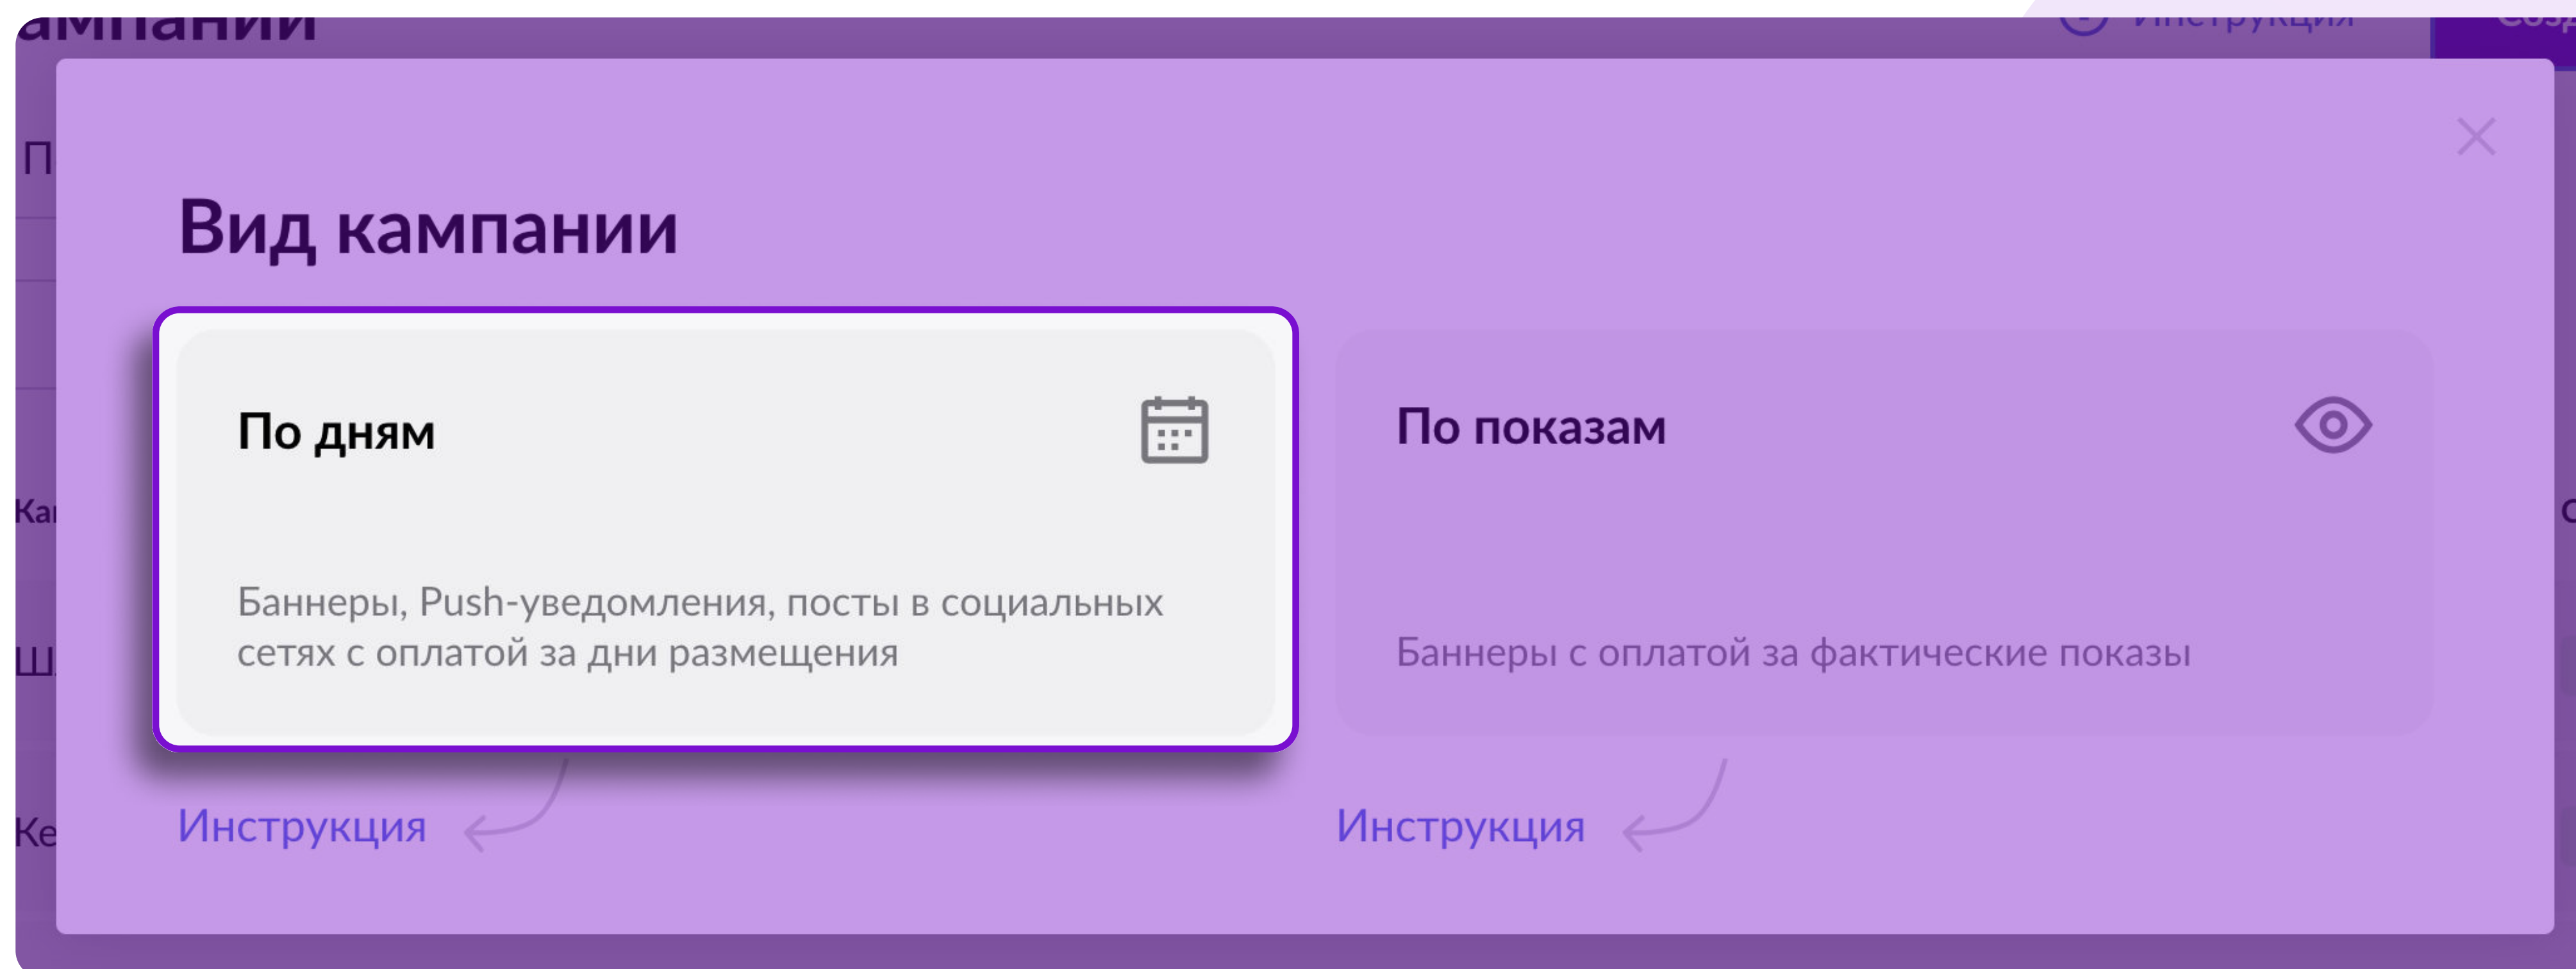 Вид кампании
По дням
Баннеры, Push-уведомления, посты в социальных
сетях с оплатой за дни размещения
Инструкция
По показам
Баннеры с оплатой за фактические показы
Инструкция